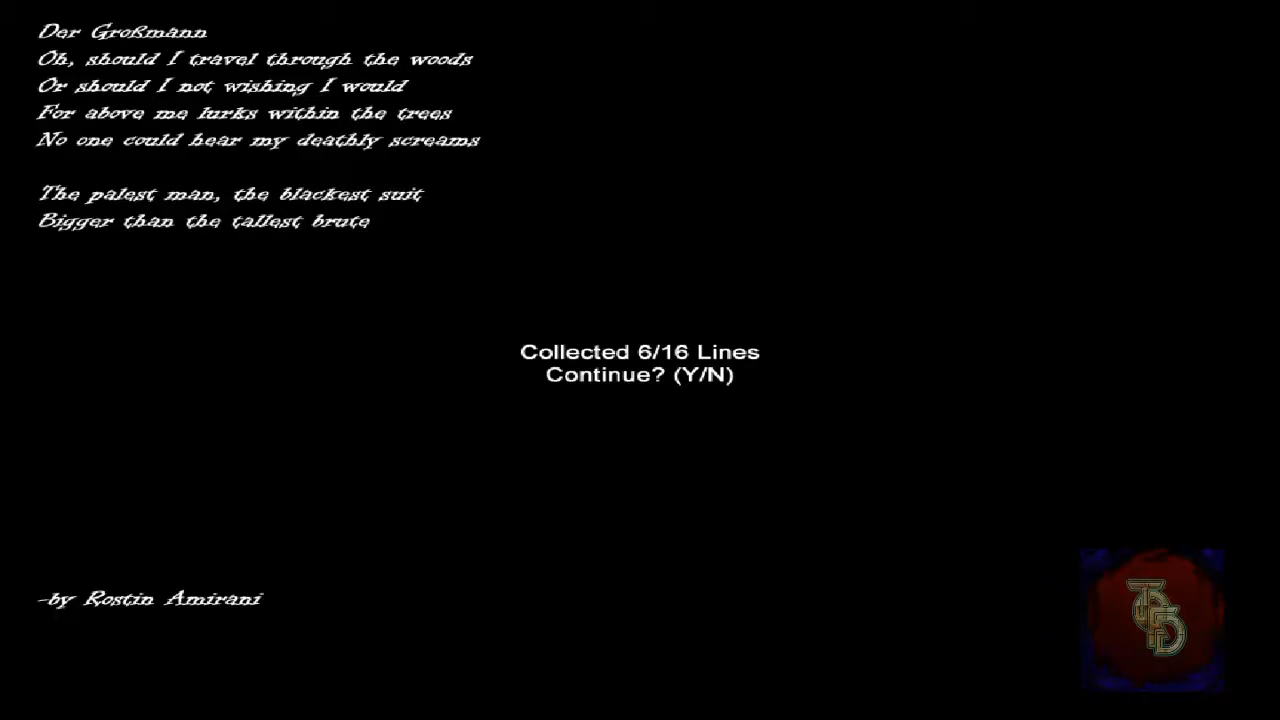 Der Großmann
Oh, should I travel through the woods
Or should I not wishing I would
For above me lurks within the trees
No one could hear my deathly screams
The palest man, the blackest suit
Bigger than the tallest brute
Collected 6/16 Lines
Continue? (Y/N)
-by Rostin Amirani